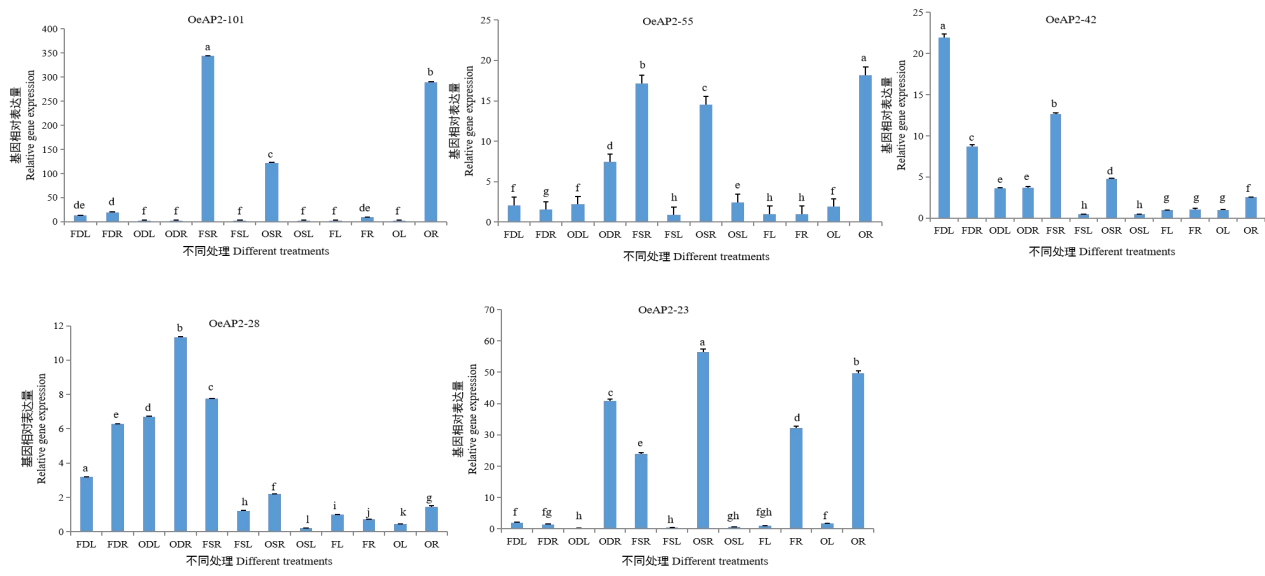 OeAP2-101
400
350
300
250
200
150
100
50
0
基因相对表达量
Relative gene expression
de d f f a f c f f de f b
FDL FDR ODL ODR FSR FSL OSR OSL FL FR OL OR
不同处理 Different treatments
OeAP2-55
25
20
15
10
5
0
基因相对表达量
Relative gene expression
f g f d b h c e h h f a
FDL FDR ODL ODR FSR FSL OSR OSL FL FR OL OR
不同处理 Different treatments
OeAP2-42
25
20
15
10
5
0
基因相对表达量
Relative gene expression
a c e e b h d h g g g f
FDL FDR ODL ODR FSR FSL OSR OSL FL FR OL OR
不同处理 Different treatments
OeAP2-28
12
10
8
6
4
2
0
基因相对表达量
Relative gene expression
a e d b c h f l i j k g
FDL FDR ODL ODR FSR FSL OSR OSL FL FR OL OR
不同处理 Different treatments
OeAP2-23
70
60
50
40
30
20
10
0
基因相对表达量
Relative gene expression
f fg h c e h a gh fgh d f b
FDL FDR ODL ODR FSR FSL OSR OSL FL FR OL OR
不同处理 Different treatments